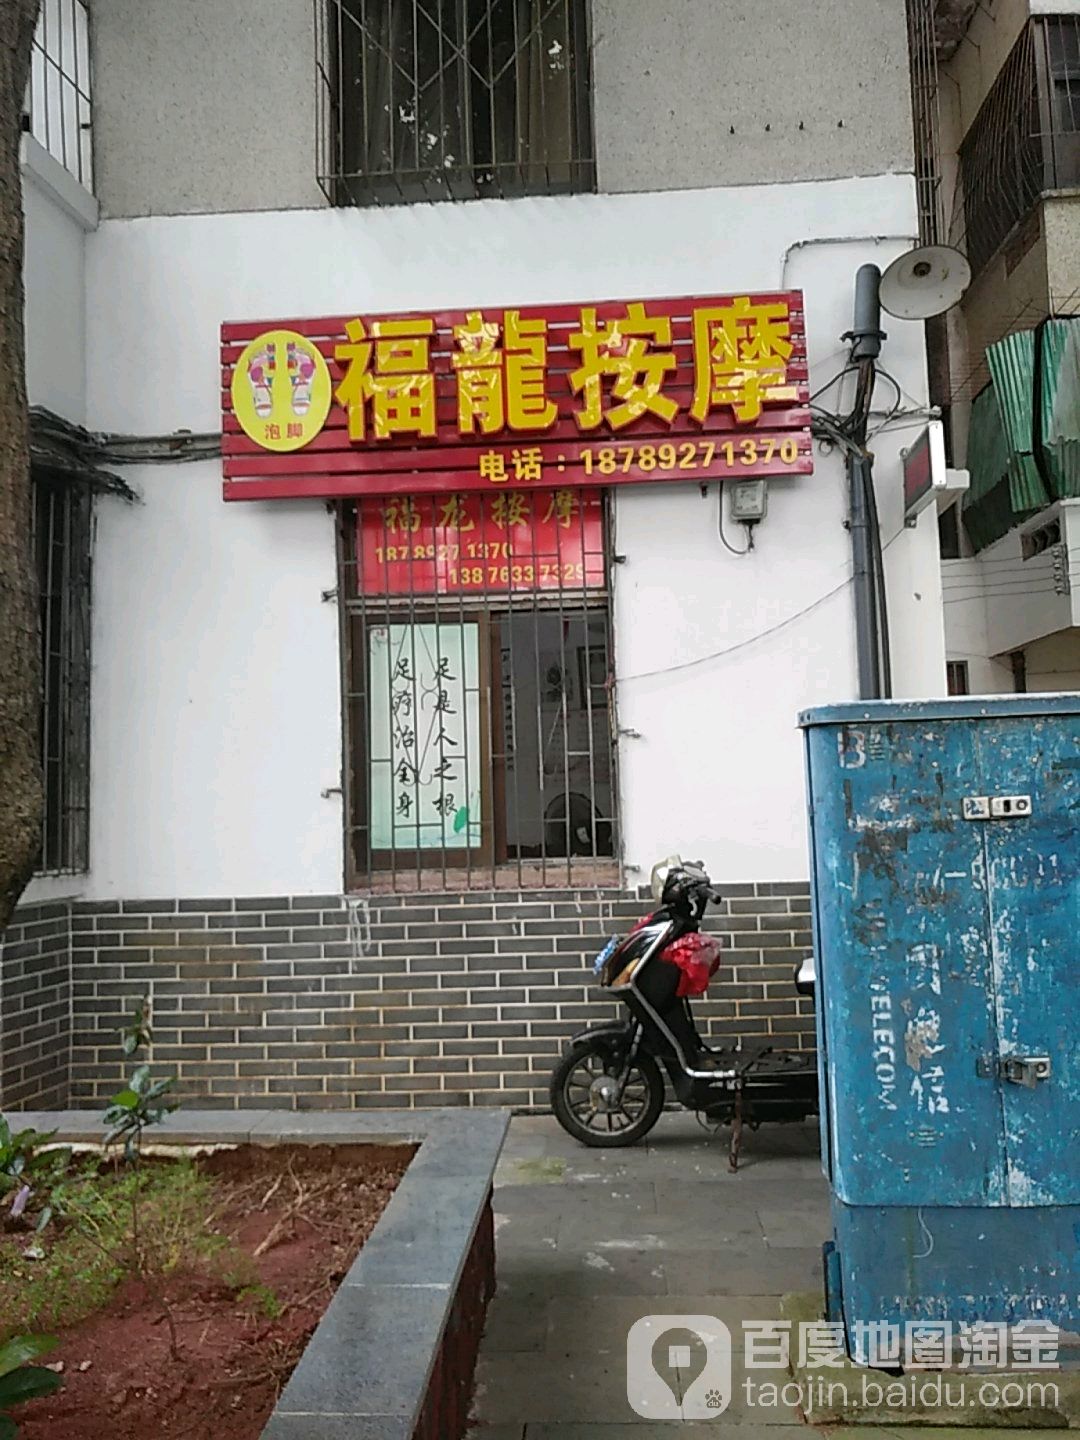 福龍按摩
泡脚
电话：18789271370
福龙按摩
18789271370
13876337329
足是人之根
足疗治全身
TELECOM
百度地图淘金
taojin.baidu.com